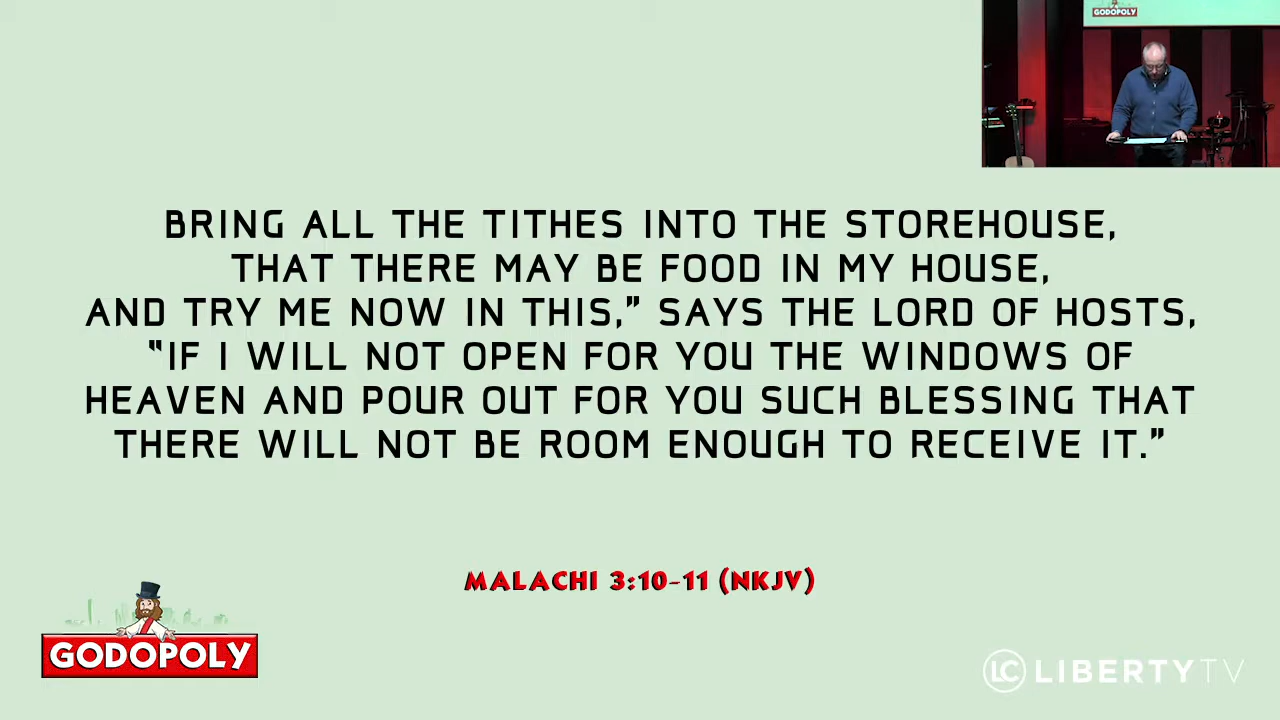 GODOPOLY
BRING ALL THE TITHES INTO THE STOREHOUSE,
THAT THERE MAY BE FOOD IN MY HOUSE,
AND TRY ME NOW IN THIS,” SAYS THE LORD OF HOSTS,
“IF I WILL NOT OPEN FOR YOU THE WINDOWS OF
HEAVEN AND POUR OUT FOR YOU SUCH BLESSING THAT
THERE WILL NOT BE ROOM ENOUGH TO RECEIVE IT.”
MALACHI 3:10-11 (NKJV)
GODOPOLY
LC LIBERTYTV